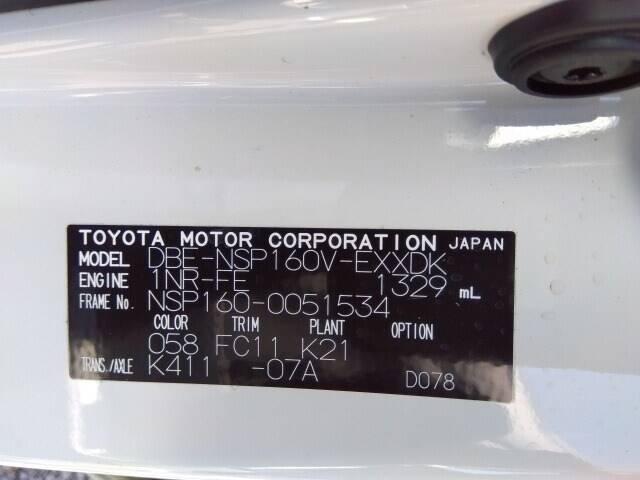 TOYOTA MOTOR CORPORATION JAPAN
MODEL DBE-NSP160V-EXXDK
ENGINE 1NR-FE 1329 mL
FRAME No. NSP160-0051534
COLOR TRIM PLANT OPTION
058 FC11 K21
TRANS./AXLE K411 -07A D078